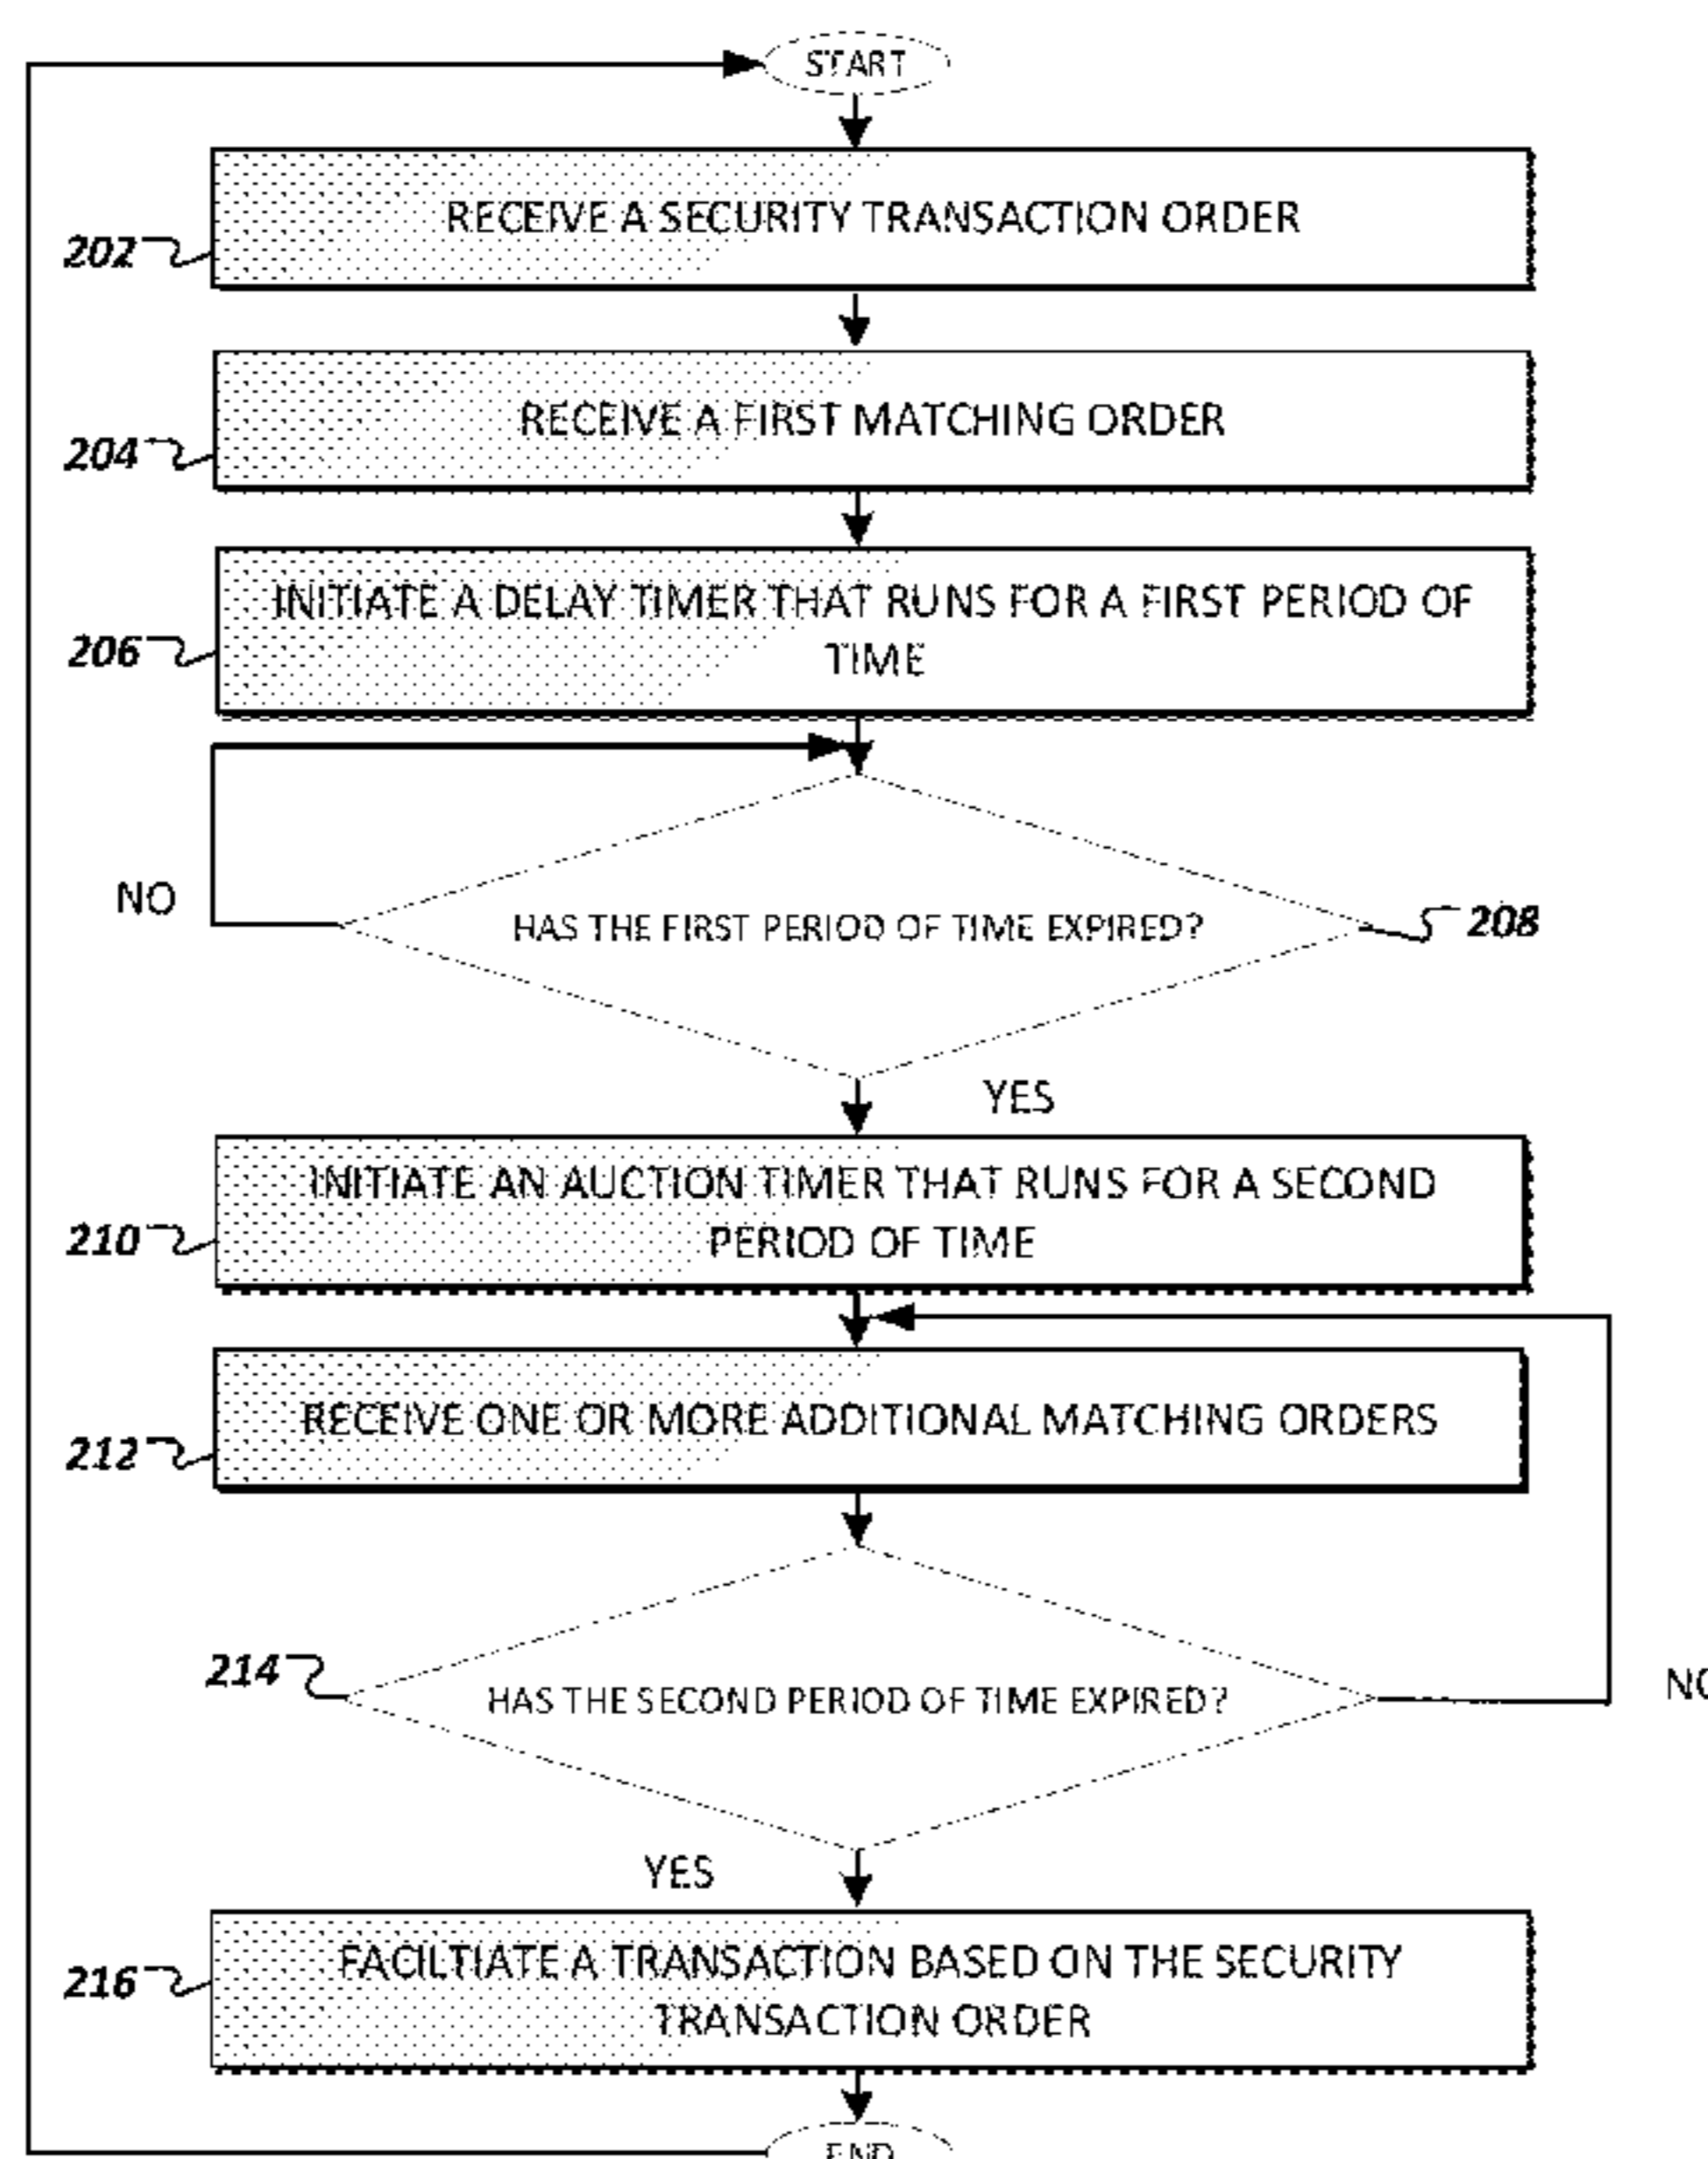 START
RECEIVE A SECURITY TRANSACTION ORDER
202
RECEIVE A FIRST MATCHING ORDER
204
INITIATE A DELAY TIMER THAT RUNS FOR A FIRST PERIOD OF
TIME
206
NO
HAS THE FIRST PERIOD OF TIME EXPIRED?
208
YES
INITIATE AN AUCTION TIMER THAT RUNS FOR A SECOND
PERIOD OF TIME
210
RECEIVE ONE OR MORE ADDITIONAL MATCHING ORDERS
212
214
HAS THE SECOND PERIOD OF TIME EXPIRED?
NO
YES
FACILTIATE A TRANSACTION BASED ON THE SECURITY
TRANSACTION ORDER
216
END